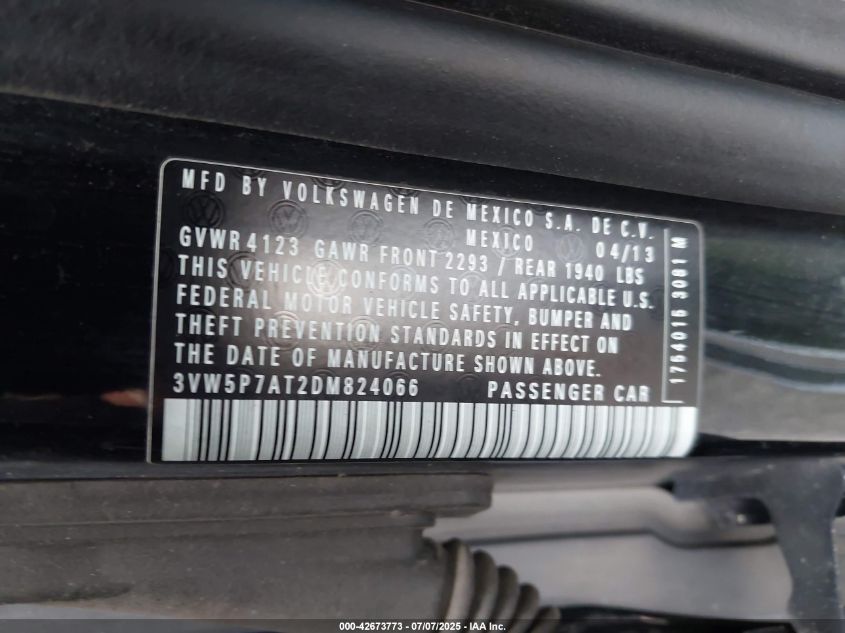 MFD BY VOLKSWAGEN DE MEXICO S.A. DE C.V.
MEXICO 04/13
GVWR 4123 GAWR FRONT 2293 / REAR 1940 LBS
THIS VEHICLE CONFORMS TO ALL APPLICABLE U.S.
FEDERAL MOTOR VEHICLE SAFETY, BUMPER AND
THEFT PREVENTION STANDARDS IN EFFECT ON
THE DATE OF MANUFACTURE SHOWN ABOVE.
3VW5P7AT2DM824066 PASSENGER CAR
1764016 3081 M
000-42673773 - 07/07/2025 - IAA, Inc.